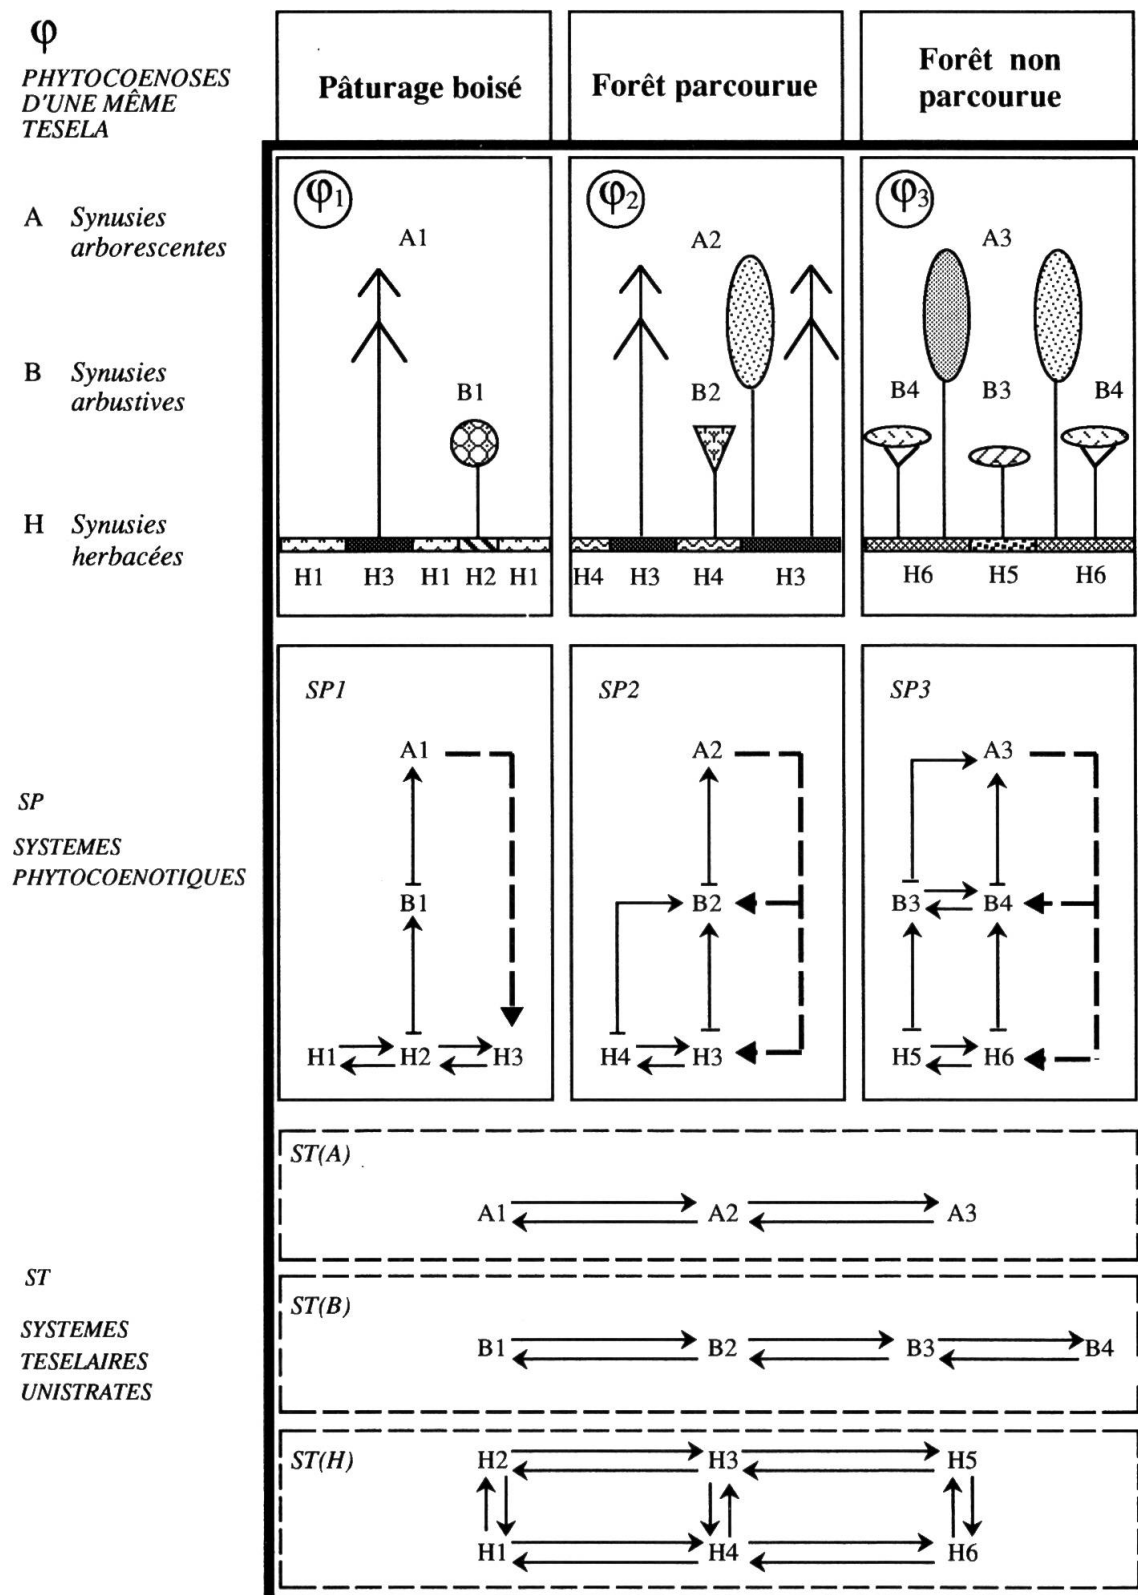 φ
PHYTOCOENOSES
D'UNE MÊME
TESELA
Pâturage boisé
Forêt parcourue
Forêt non
parcourue
A Synusies
arborescentes
B Synusies
arbustives
H Synusies
herbacées
φ1
A1
B1
H1 H3 H1 H2 H1
φ2
A2
B2
H4 H3 H4 H3
φ3
A3
B4 B3 B4
H6 H5 H6
SP
SYSTEMES
PHYTOCOENOTIQUES
SP1
A1
B1
H1 H2 H3
SP2
A2
B2
H4 H3
SP3
A3
B3 B4
H5 H6
ST
SYSTEMES
TESELAIRES
UNISTRATES
ST(A)
A1 A2 A3
ST(B)
B1 B2 B3 B4
ST(H)
H2 H3 H5
H1 H4 H6